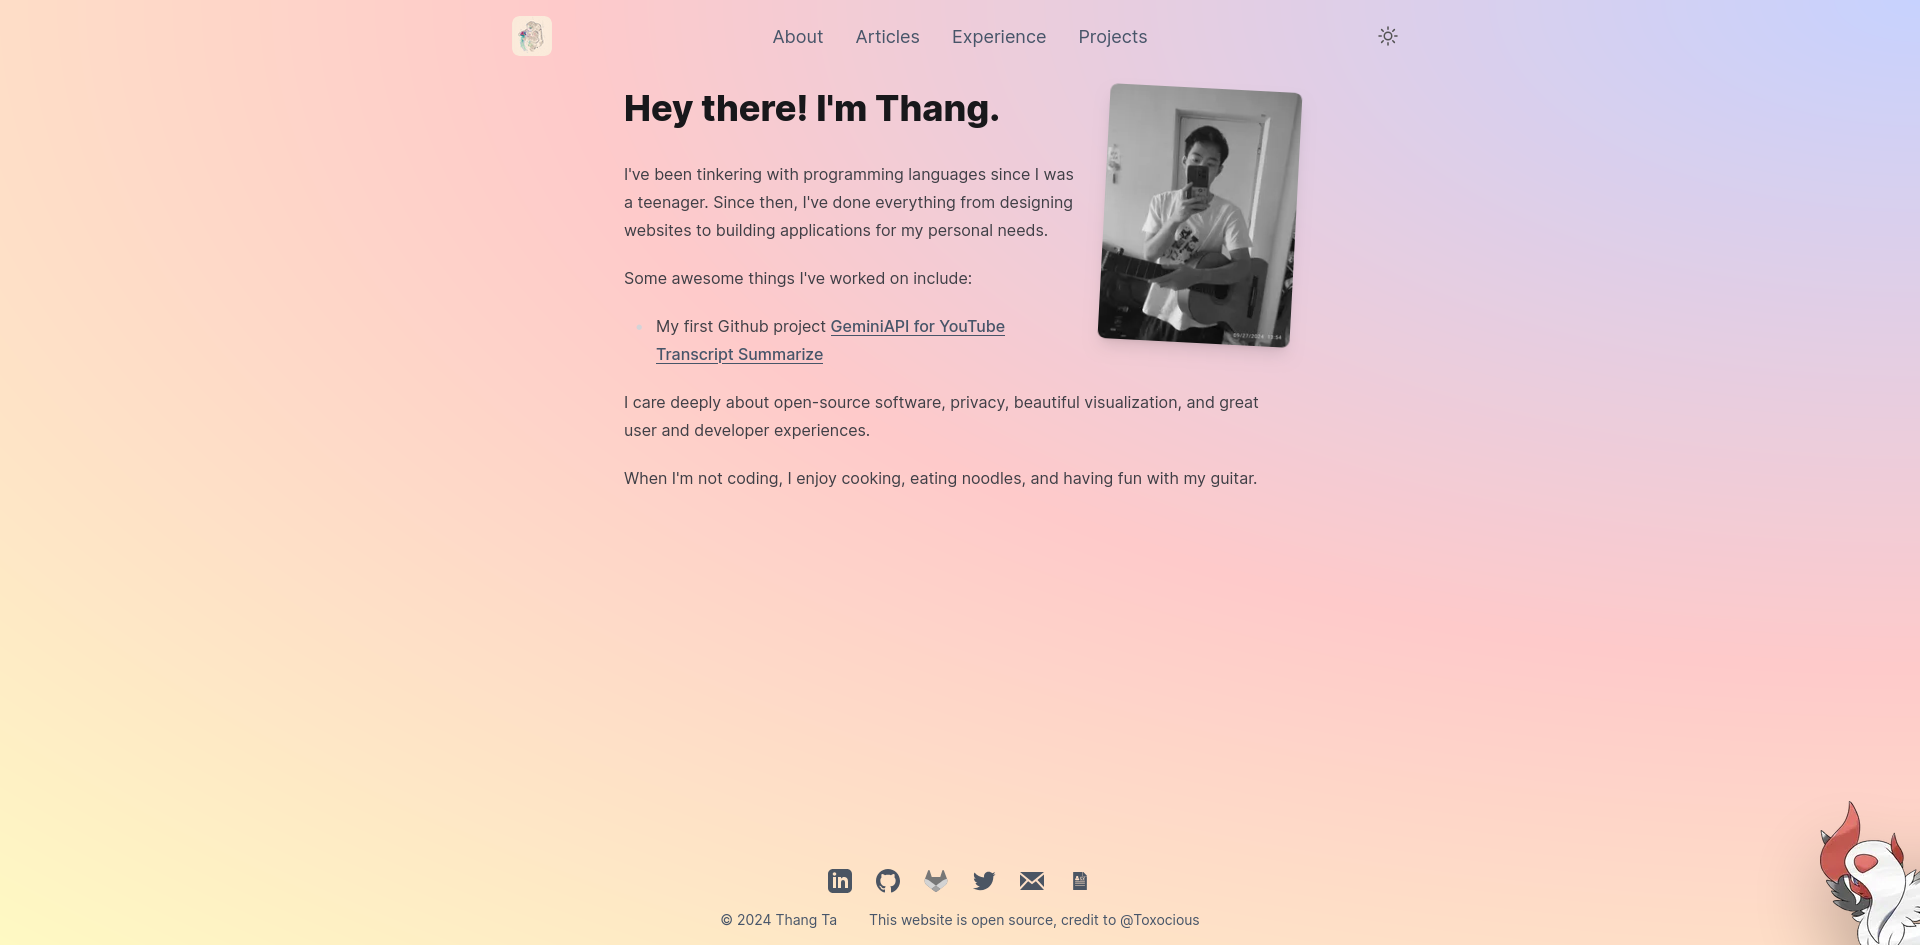 About
Articles
Experience
Projects
Hey there! I'm Thang.
I've been tinkering with programming languages since I was
a teenager. Since then, I've done everything from designing
websites to building applications for my personal needs.
Some awesome things I've worked on include:
My first Github project GeminiAPI for YouTube
Transcript Summarize
I care deeply about open-source software, privacy, beautiful visualization, and great
user and developer experiences.
When I'm not coding, I enjoy cooking, eating noodles, and having fun with my guitar.
© 2024 Thang Ta
This website is open source, credit to @Toxocious